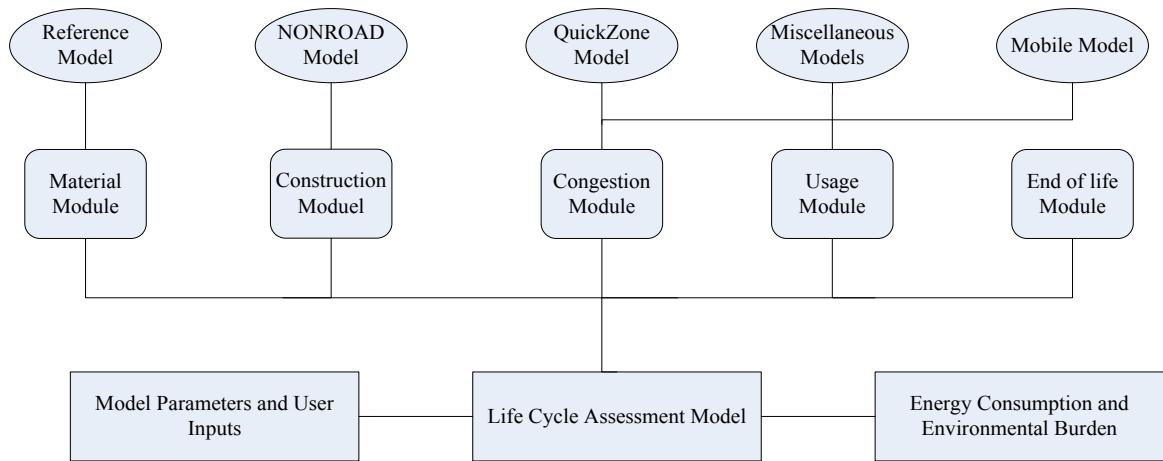 Reference
Model
NONROAD
Model
QuickZone
Model
Miscellaneous
Models
Mobile Model
Material
Module
Construction
Moduel
Congestion
Module
Usage
Module
End of life
Module
Model Parameters and User
Inputs
Life Cycle Assessment Model
Energy Consumption and
Environmental Burden